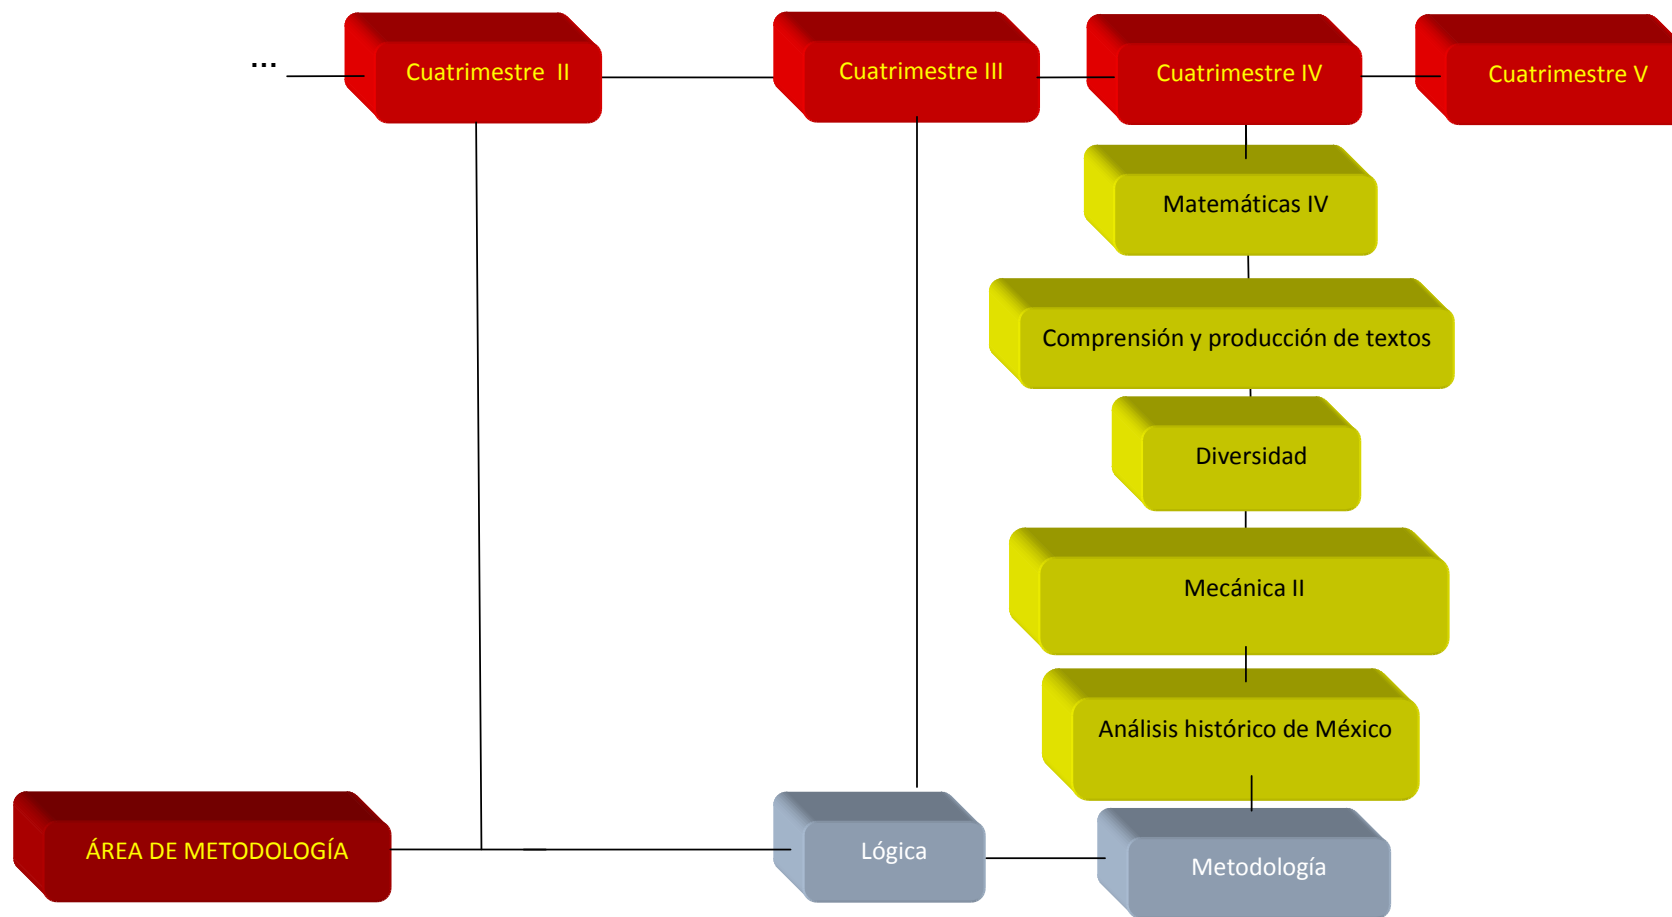 ...
Cuatrimestre  II
Cuatrimestre III
Cuatrimestre IV
Cuatrimestre V
Matemáticas IV
Comprensión y producción de textos
Diversidad
Mecánica II
Análisis histórico de México
ÁREA DE METODOLOGÍA
Lógica
Metodología